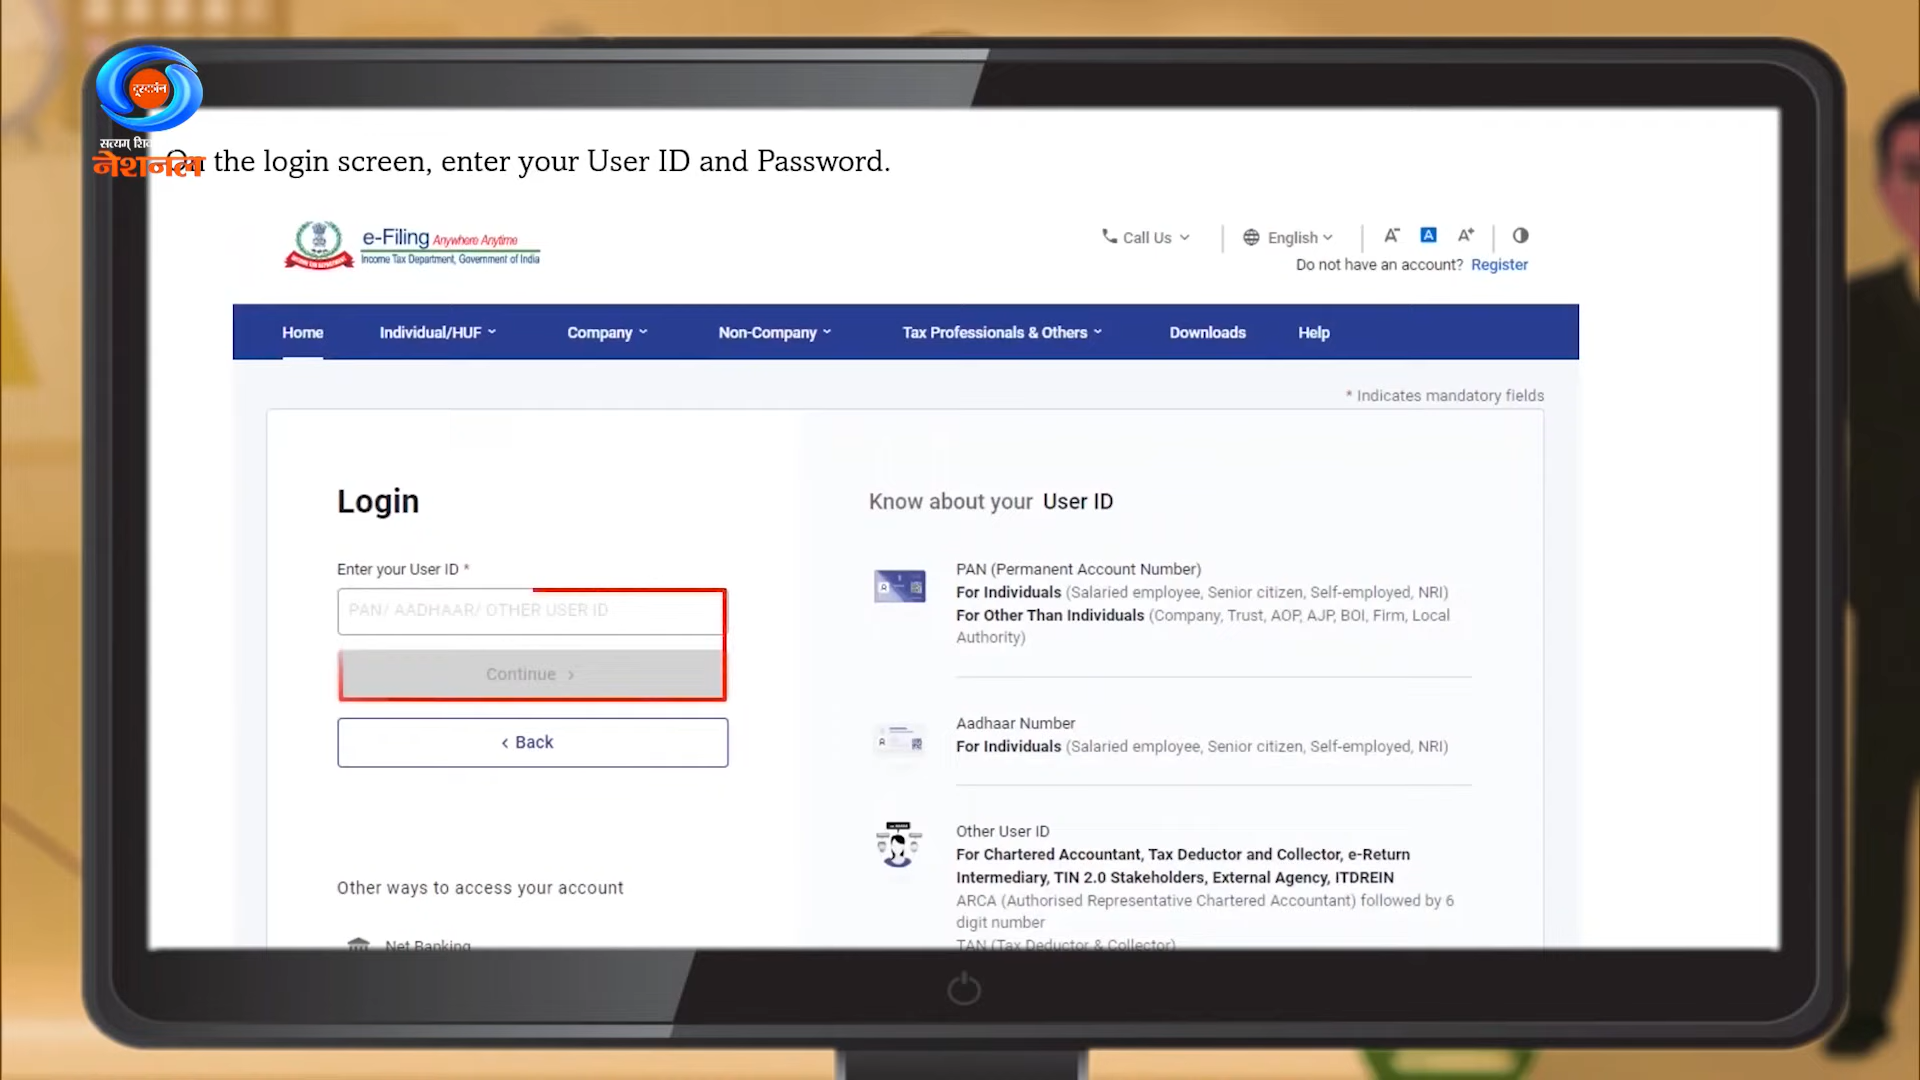 दूरदर्शन
सत्यम् शिव
नेशनल
On the login screen, enter your User ID and Password.
e-Filing Anywhere Anytime
Income Tax Department, Government of India
INCOME TAX DEPARTMENT
Call Us
English
A- A A+
Do not have an account? Register
Home Individual/HUF Company Non-Company Tax Professionals & Others Downloads Help
* Indicates mandatory fields
Login
Enter your User ID *
PAN/ AADHAAR/ OTHER USER ID
Continue >
< Back
Other ways to access your account
Net Banking
Know about your User ID
PAN (Permanent Account Number)
For Individuals (Salaried employee, Senior citizen, Self-employed, NRI)
For Other Than Individuals (Company, Trust, AOP, AJP, BOI, Firm, Local
Authority)
Aadhaar Number
For Individuals (Salaried employee, Senior citizen, Self-employed, NRI)
Other User ID
For Chartered Accountant, Tax Deductor and Collector, e-Return
Intermediary, TIN 2.0 Stakeholders, External Agency, ITDREIN
ARCA (Authorised Representative Chartered Accountant) followed by 6
digit number
TAN (Tax Deductor & Collector)